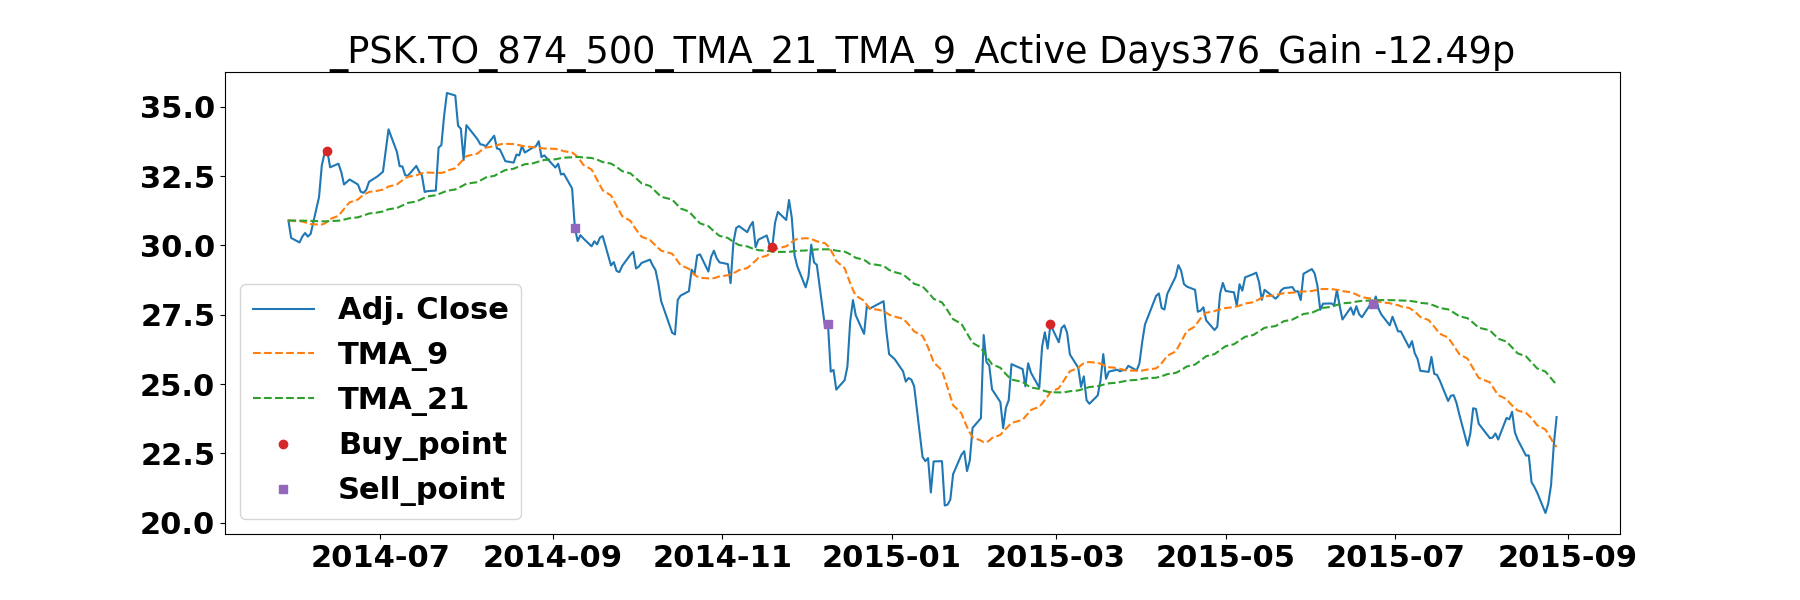 _PSK.TO_874_500_TMA_21_TMA_9_Active Days376_Gain -12.49p
35.0
32.5
30.0
27.5
25.0
22.5
20.0
Adj. Close
TMA_9
TMA_21
Buy_point
Sell_point
2014-07 2014-09 2014-11 2015-01 2015-03 2015-05 2015-07 2015-09